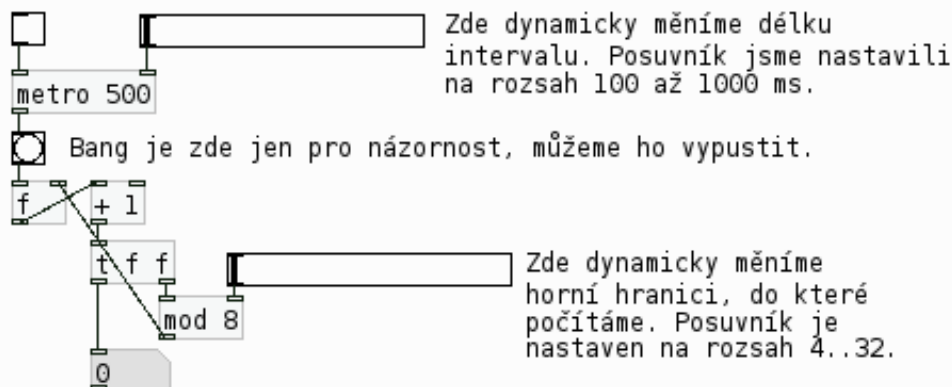 Zde dynamicky měníme délku
intervalu. Posuvník jsme nastavili
na rozsah 100 až 1000 ms.
metro 500
Bang je zde jen pro názornost, můžeme ho vypustit.
f
+ 1
t f f
Zde dynamicky měníme
horní hranici, do které
počítáme. Posuvník je
nastaven na rozsah 4..32.
mod 8
0